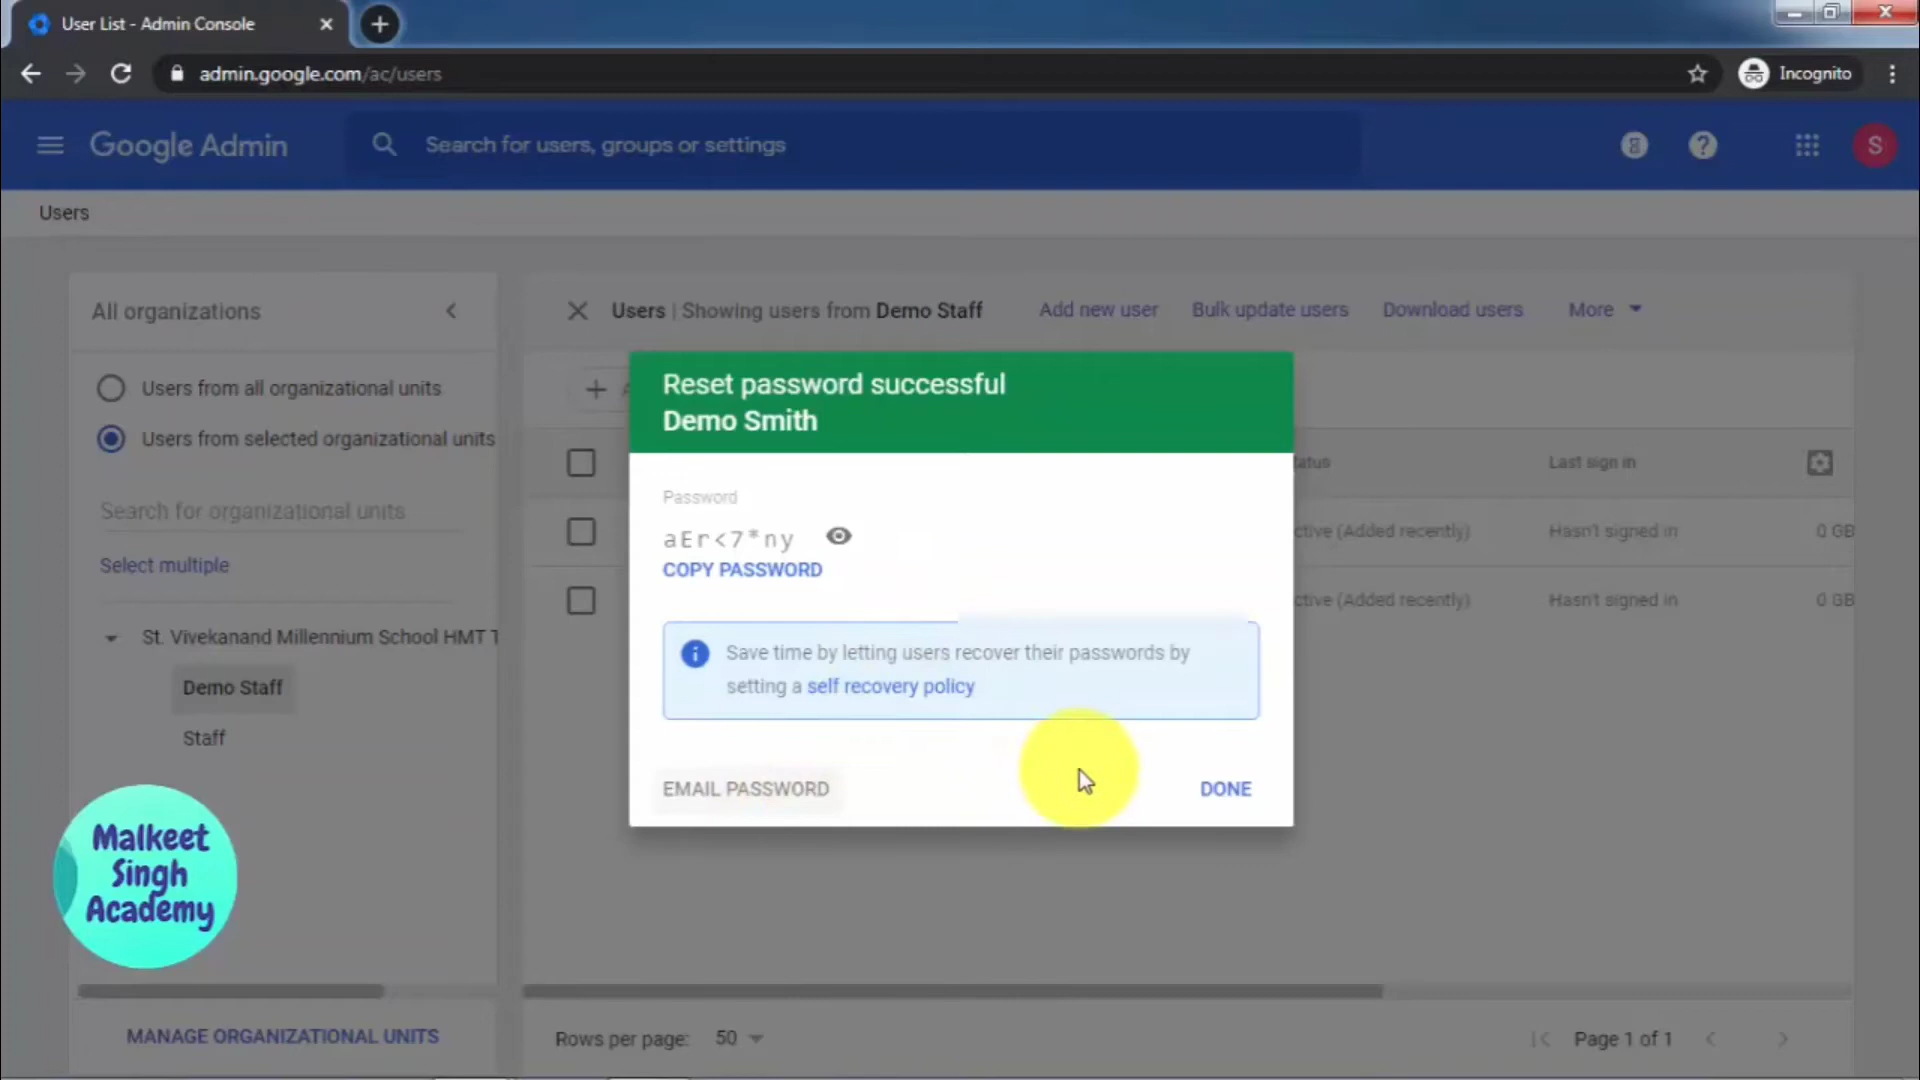 User List - Admin Console
admin.google.com/ac/users
Incognito
Google Admin
Search for users, groups or settings
S
Users
All organizations
Users | Showing users from Demo Staff
Add new user
Bulk update users
Download users
More
Users from all organizational units
Users from selected organizational units
Search for organizational units
Select multiple
St. Vivekanand Millennium School HMT T
Demo Staff
Staff
Reset password successful
Demo Smith
Password
aEr<7*ny
COPY PASSWORD
Save time by letting users recover their passwords by
setting a self recovery policy
EMAIL PASSWORD
DONE
tatus
Last sign in
ctive (Added recently)
Hasn't signed in
0 GB
ctive (Added recently)
Hasn't signed in
0 GB
Malkeet
Singh
Academy
MANAGE ORGANIZATIONAL UNITS
Rows per page: 50
Page 1 of 1